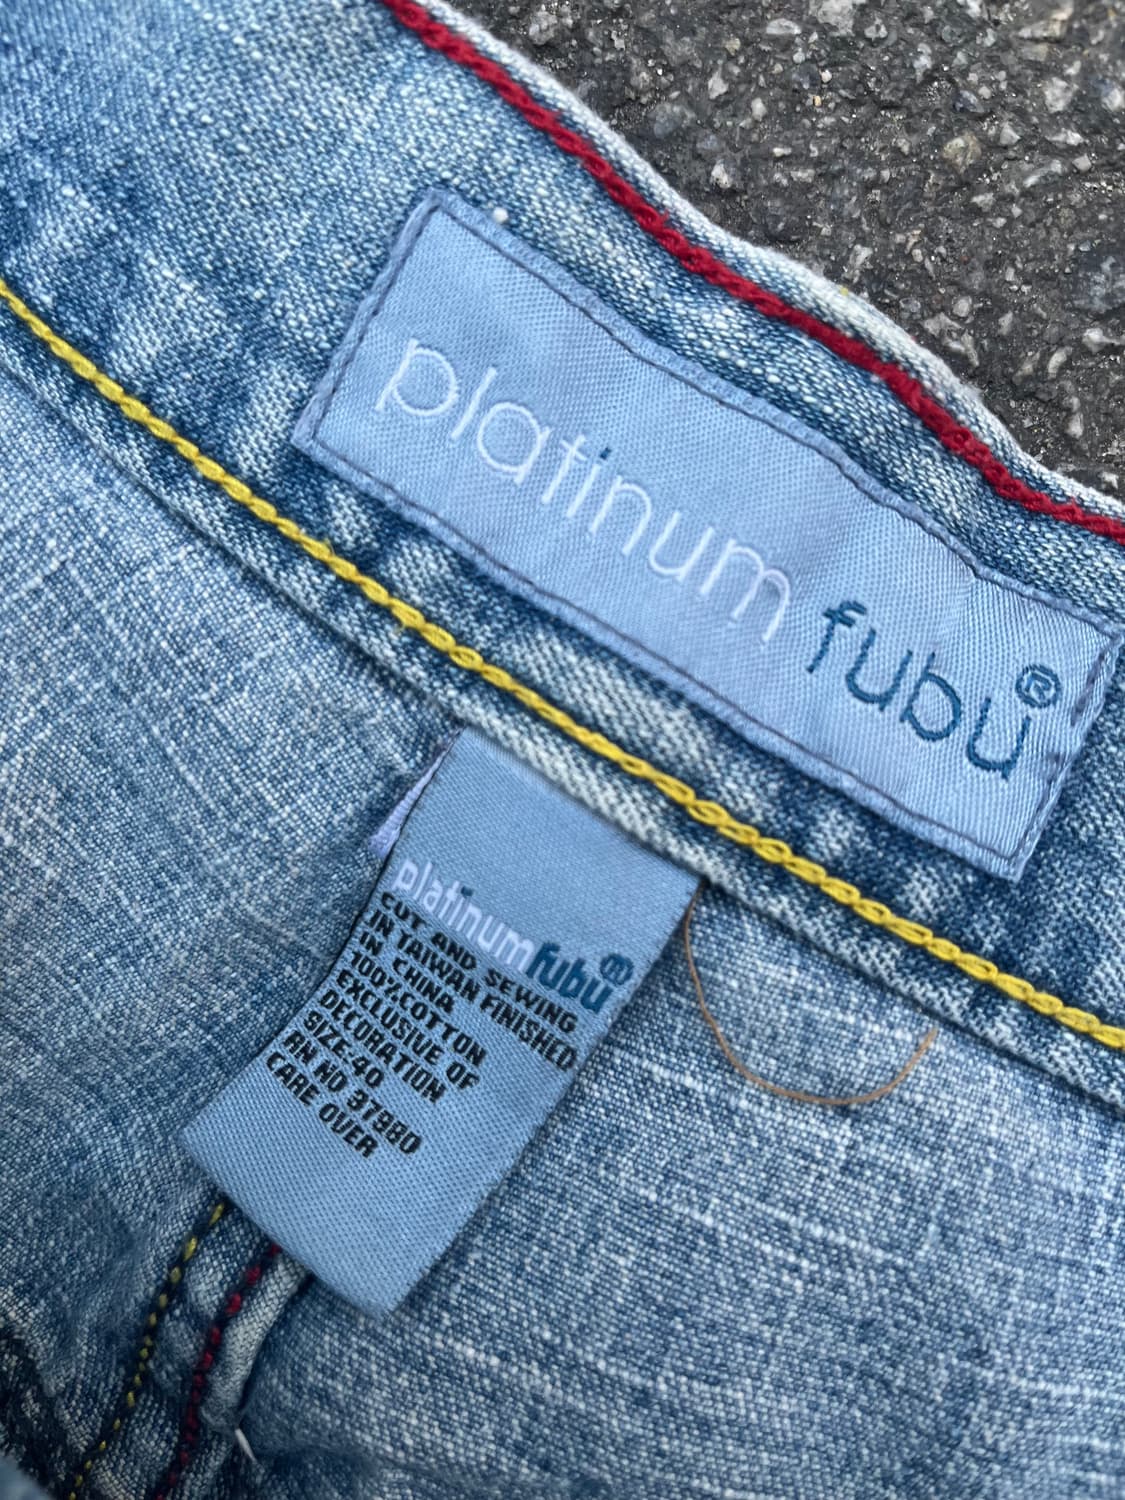 platinum fubu®
platinumfubu®
CUT AND SEWING
IN TAIWAN FINISHED
IN CHINA
100%COTTON
EXCLUSIVE OF
DECORATION
SIZE:40
AN NO 37980
CARE OVER